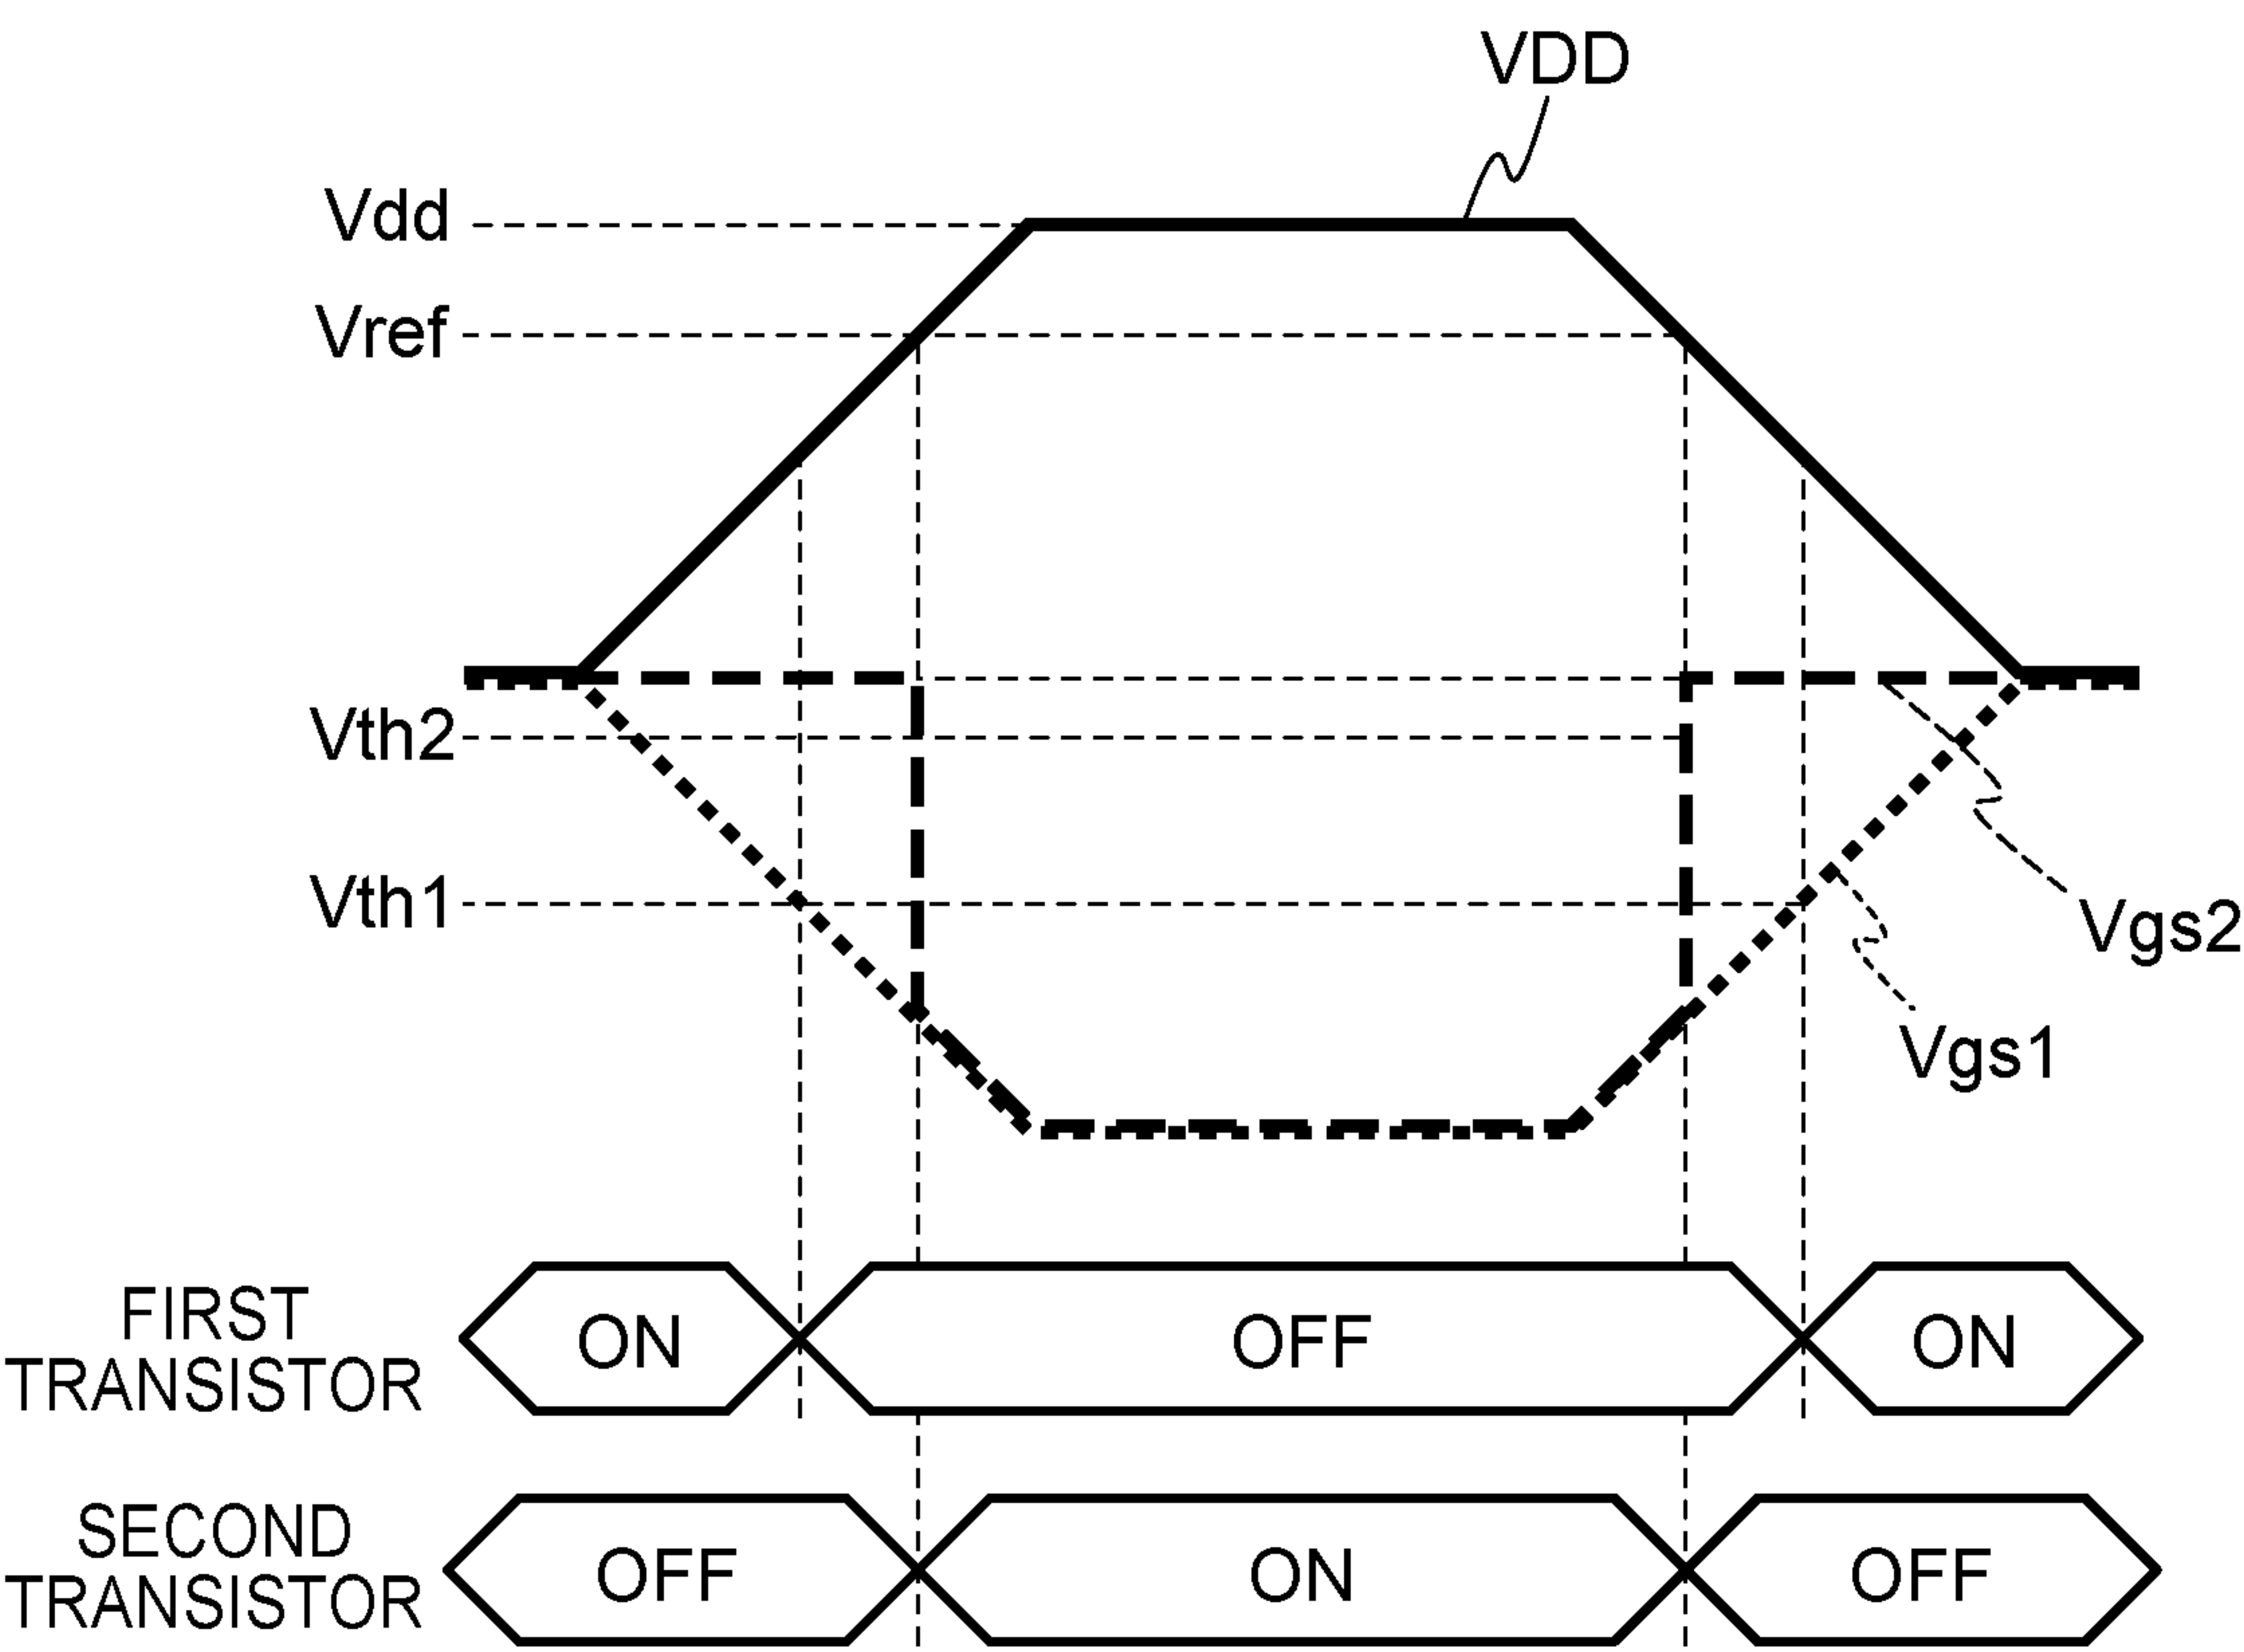 VDD
Vdd
Vref
Vth2
Vth1
Vgs2
Vgs1
FIRST
TRANSISTOR
ON
OFF
ON
SECOND
TRANSISTOR
OFF
ON
OFF